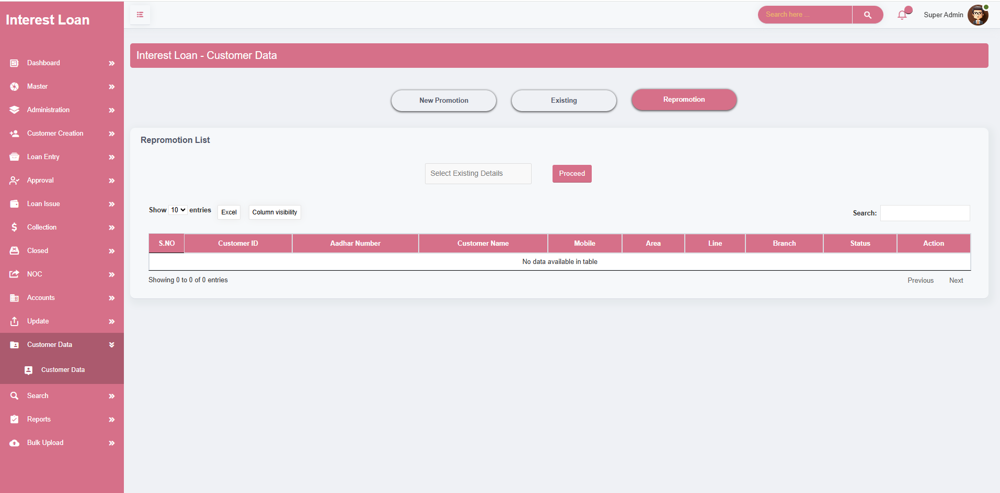 Interest Loan
Search here ...
Super Admin
Dashboard
Master
Administration
Customer Creation
Loan Entry
Approval
Loan Issue
Collection
Closed
NOC
Accounts
Update
Customer Data
Customer Data
Search
Reports
Bulk Upload
Interest Loan - Customer Data
New Promotion
Existing
Repromotion
Repromotion List
Select Existing Details
Proceed
Show 10 entries
Excel
Column visibility
Search:
S.NO Customer ID Aadhar Number Customer Name Mobile Area Line Branch Status Action
No data available in table
Showing 0 to 0 of 0 entries
Previous Next